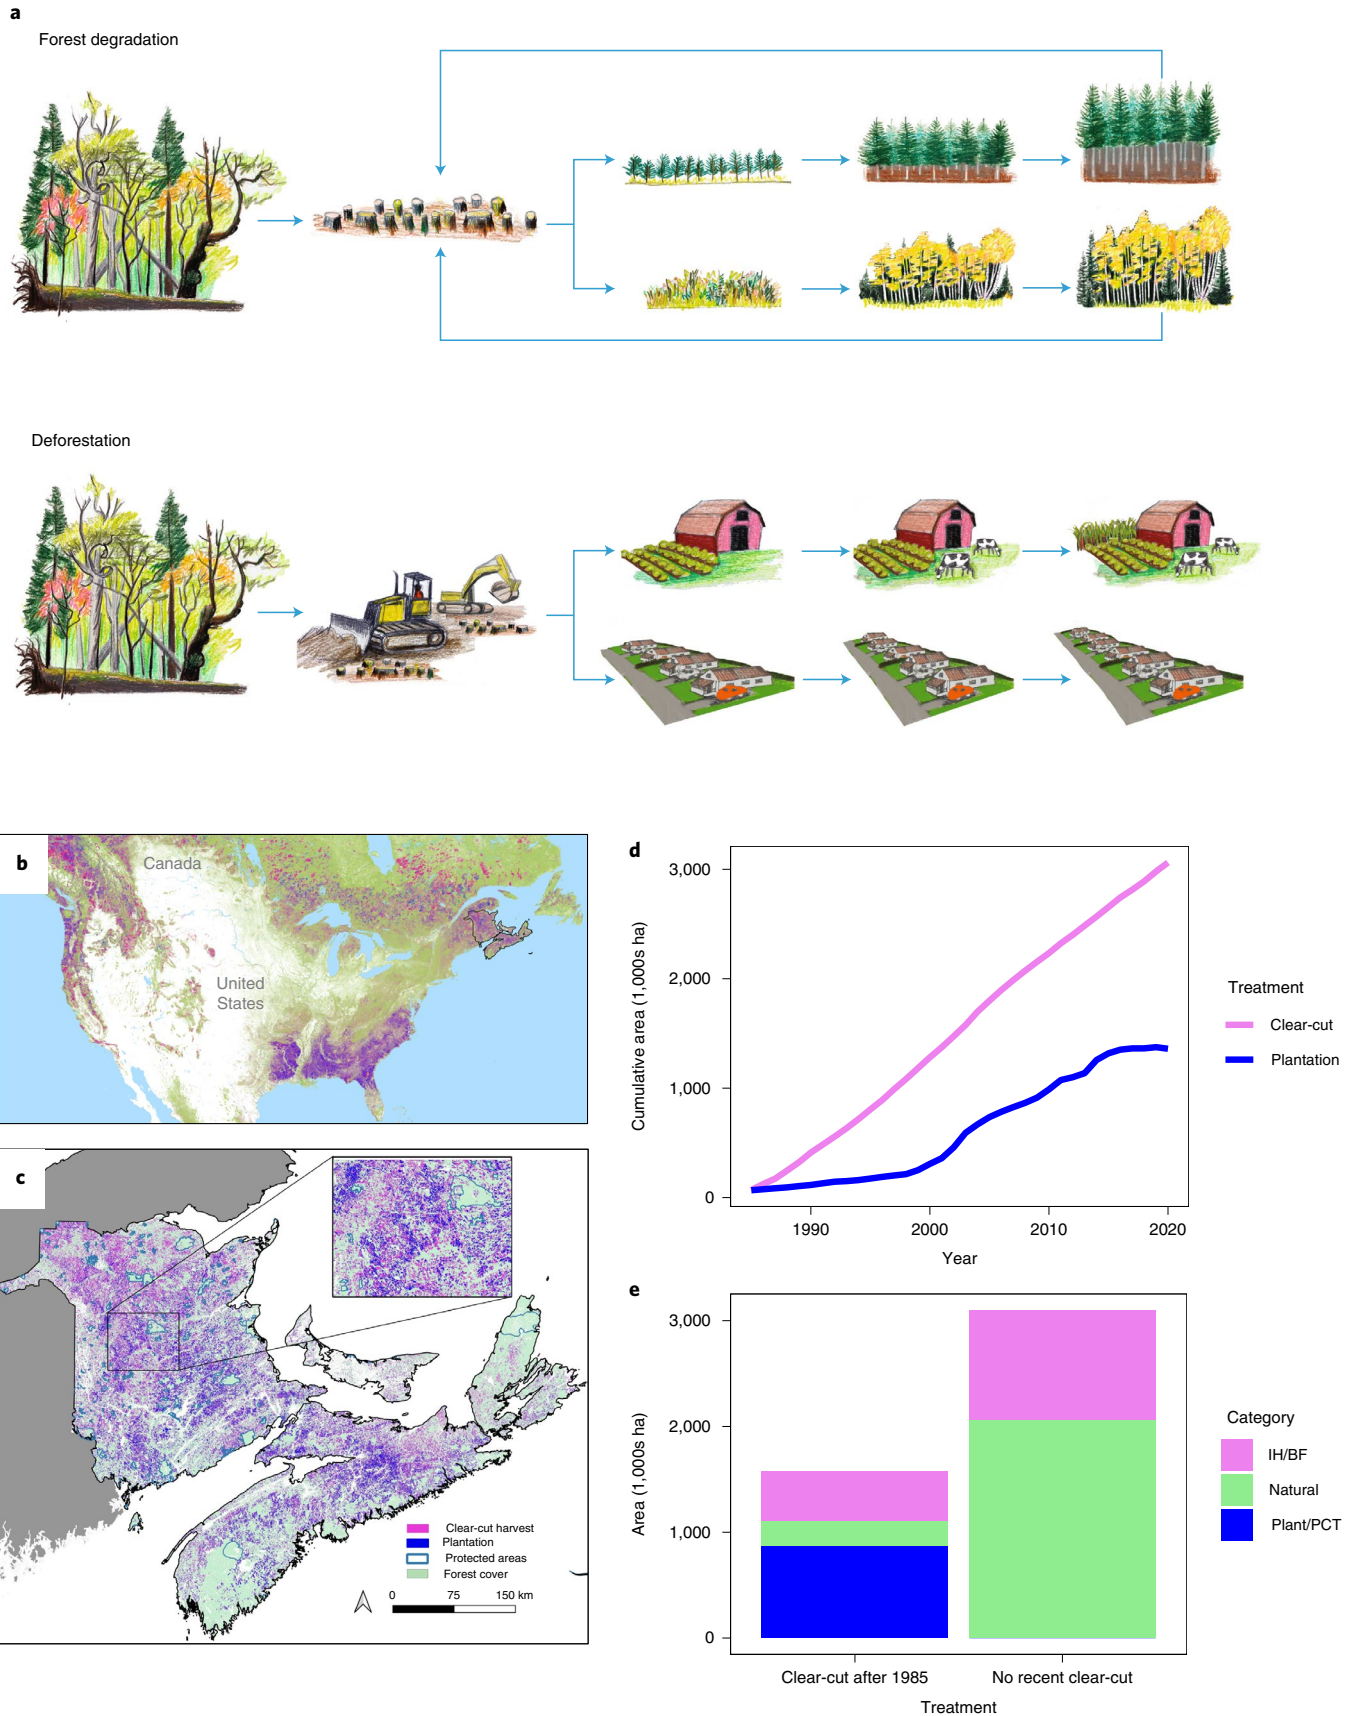 a
Forest degradation
Deforestation
b
Canada
United
States
c
Clear-cut harvest
Plantation
Protected areas
Forest cover
0 75 150 km
d
Cumulative area (1,000s ha)
3,000
2,000
1,000
0
1990 2000 2010 2020
Year
Treatment
Clear-cut
Plantation
e
Area (1,000s ha)
3,000
2,000
1,000
0
Clear-cut after 1985 No recent clear-cut
Treatment
Category
IH/BF
Natural
Plant/PCT